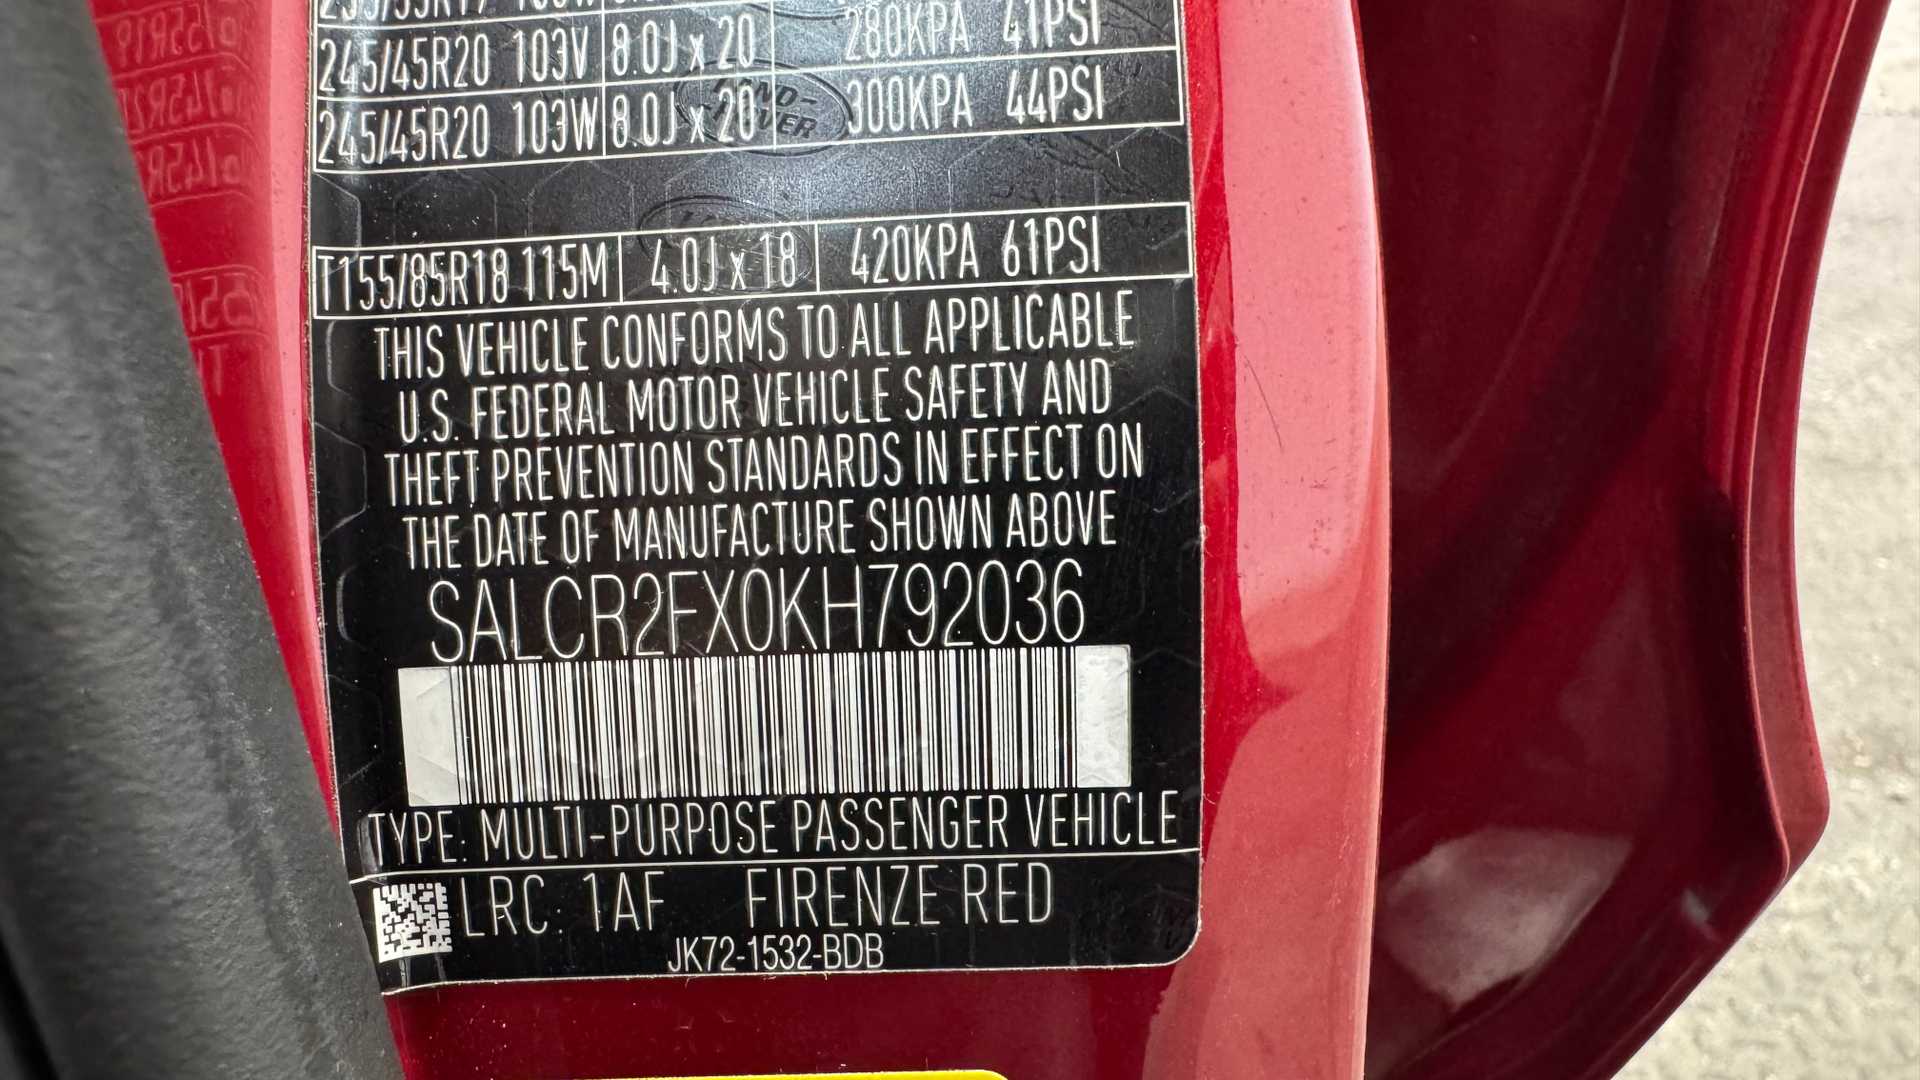 245/45R20 103V 8.0J x 20 280KPA 41PSI
245/45R20 103W 8.0J x 20 300KPA 44PSI
T155/85R18 115M 4.0J x 18 420KPA 61PSI
THIS VEHICLE CONFORMS TO ALL APPLICABLE
U.S. FEDERAL MOTOR VEHICLE SAFETY AND
THEFT PREVENTION STANDARDS IN EFFECT ON
THE DATE OF MANUFACTURE SHOWN ABOVE
SALCR2FX0KH792036
TYPE: MULTI-PURPOSE PASSENGER VEHICLE
LRC: 1AF FIRENZE RED
JK72-1532-BDB